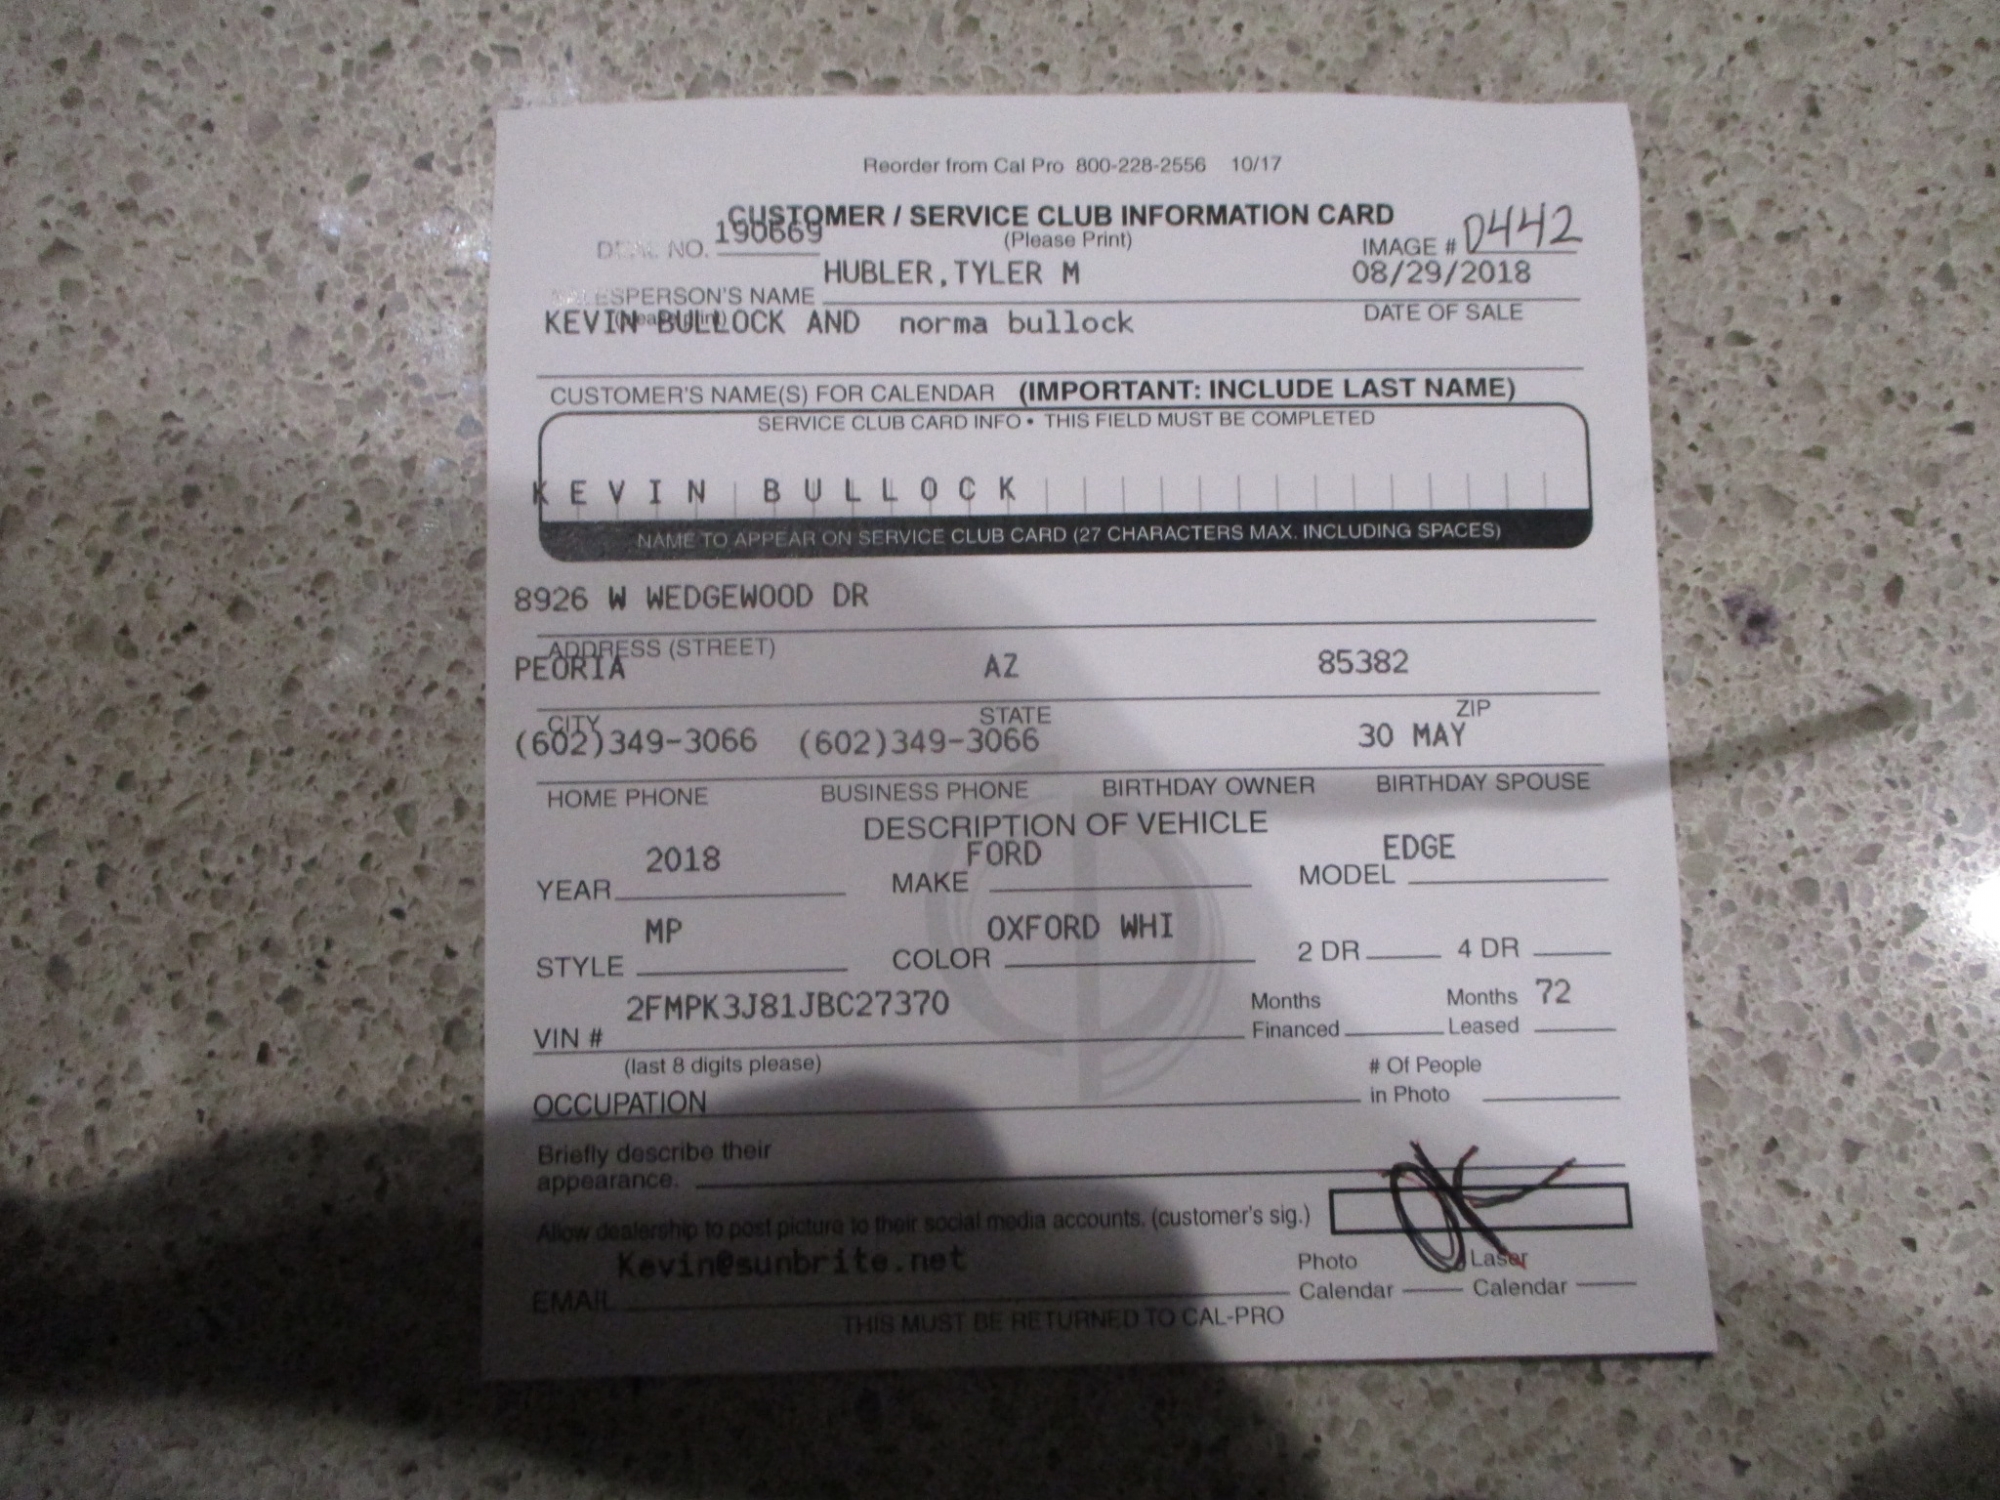 Reorder from Cal Pro 800-228-2556 10/17
CUSTOMER / SERVICE CLUB INFORMATION CARD
DEAL NO. 190669 (Please Print) IMAGE # 0442
HUBLER,TYLER M 08/29/2018
SALESPERSON'S NAME DATE OF SALE
(Please Print)
KEVIN BULLOCK AND norma bullock
CUSTOMER'S NAME(S) FOR CALENDAR (IMPORTANT: INCLUDE LAST NAME)
SERVICE CLUB CARD INFO • THIS FIELD MUST BE COMPLETED
KEVIN BULLOCK
NAME TO APPEAR ON SERVICE CLUB CARD (27 CHARACTERS MAX. INCLUDING SPACES)
8926 W WEDGEWOOD DR
ADDRESS (STREET)
PEORIA AZ 85382
CITY STATE ZIP
(602)349-3066 (602)349-3066 30 MAY
HOME PHONE BUSINESS PHONE BIRTHDAY OWNER BIRTHDAY SPOUSE
DESCRIPTION OF VEHICLE
YEAR 2018 MAKE FORD MODEL EDGE
STYLE MP COLOR OXFORD WHI 2 DR 4 DR
VIN # 2FMPK3J81JBC27370 Months Financed Months Leased 72
(last 8 digits please)
OCCUPATION # Of People in Photo
Briefly describe their
appearance.
Allow dealership to post picture to their social media accounts. (customer's sig.) OK
EMAIL Kevin@sunbrite.net Photo Calendar Laser Calendar
THIS MUST BE RETURNED TO CAL-PRO